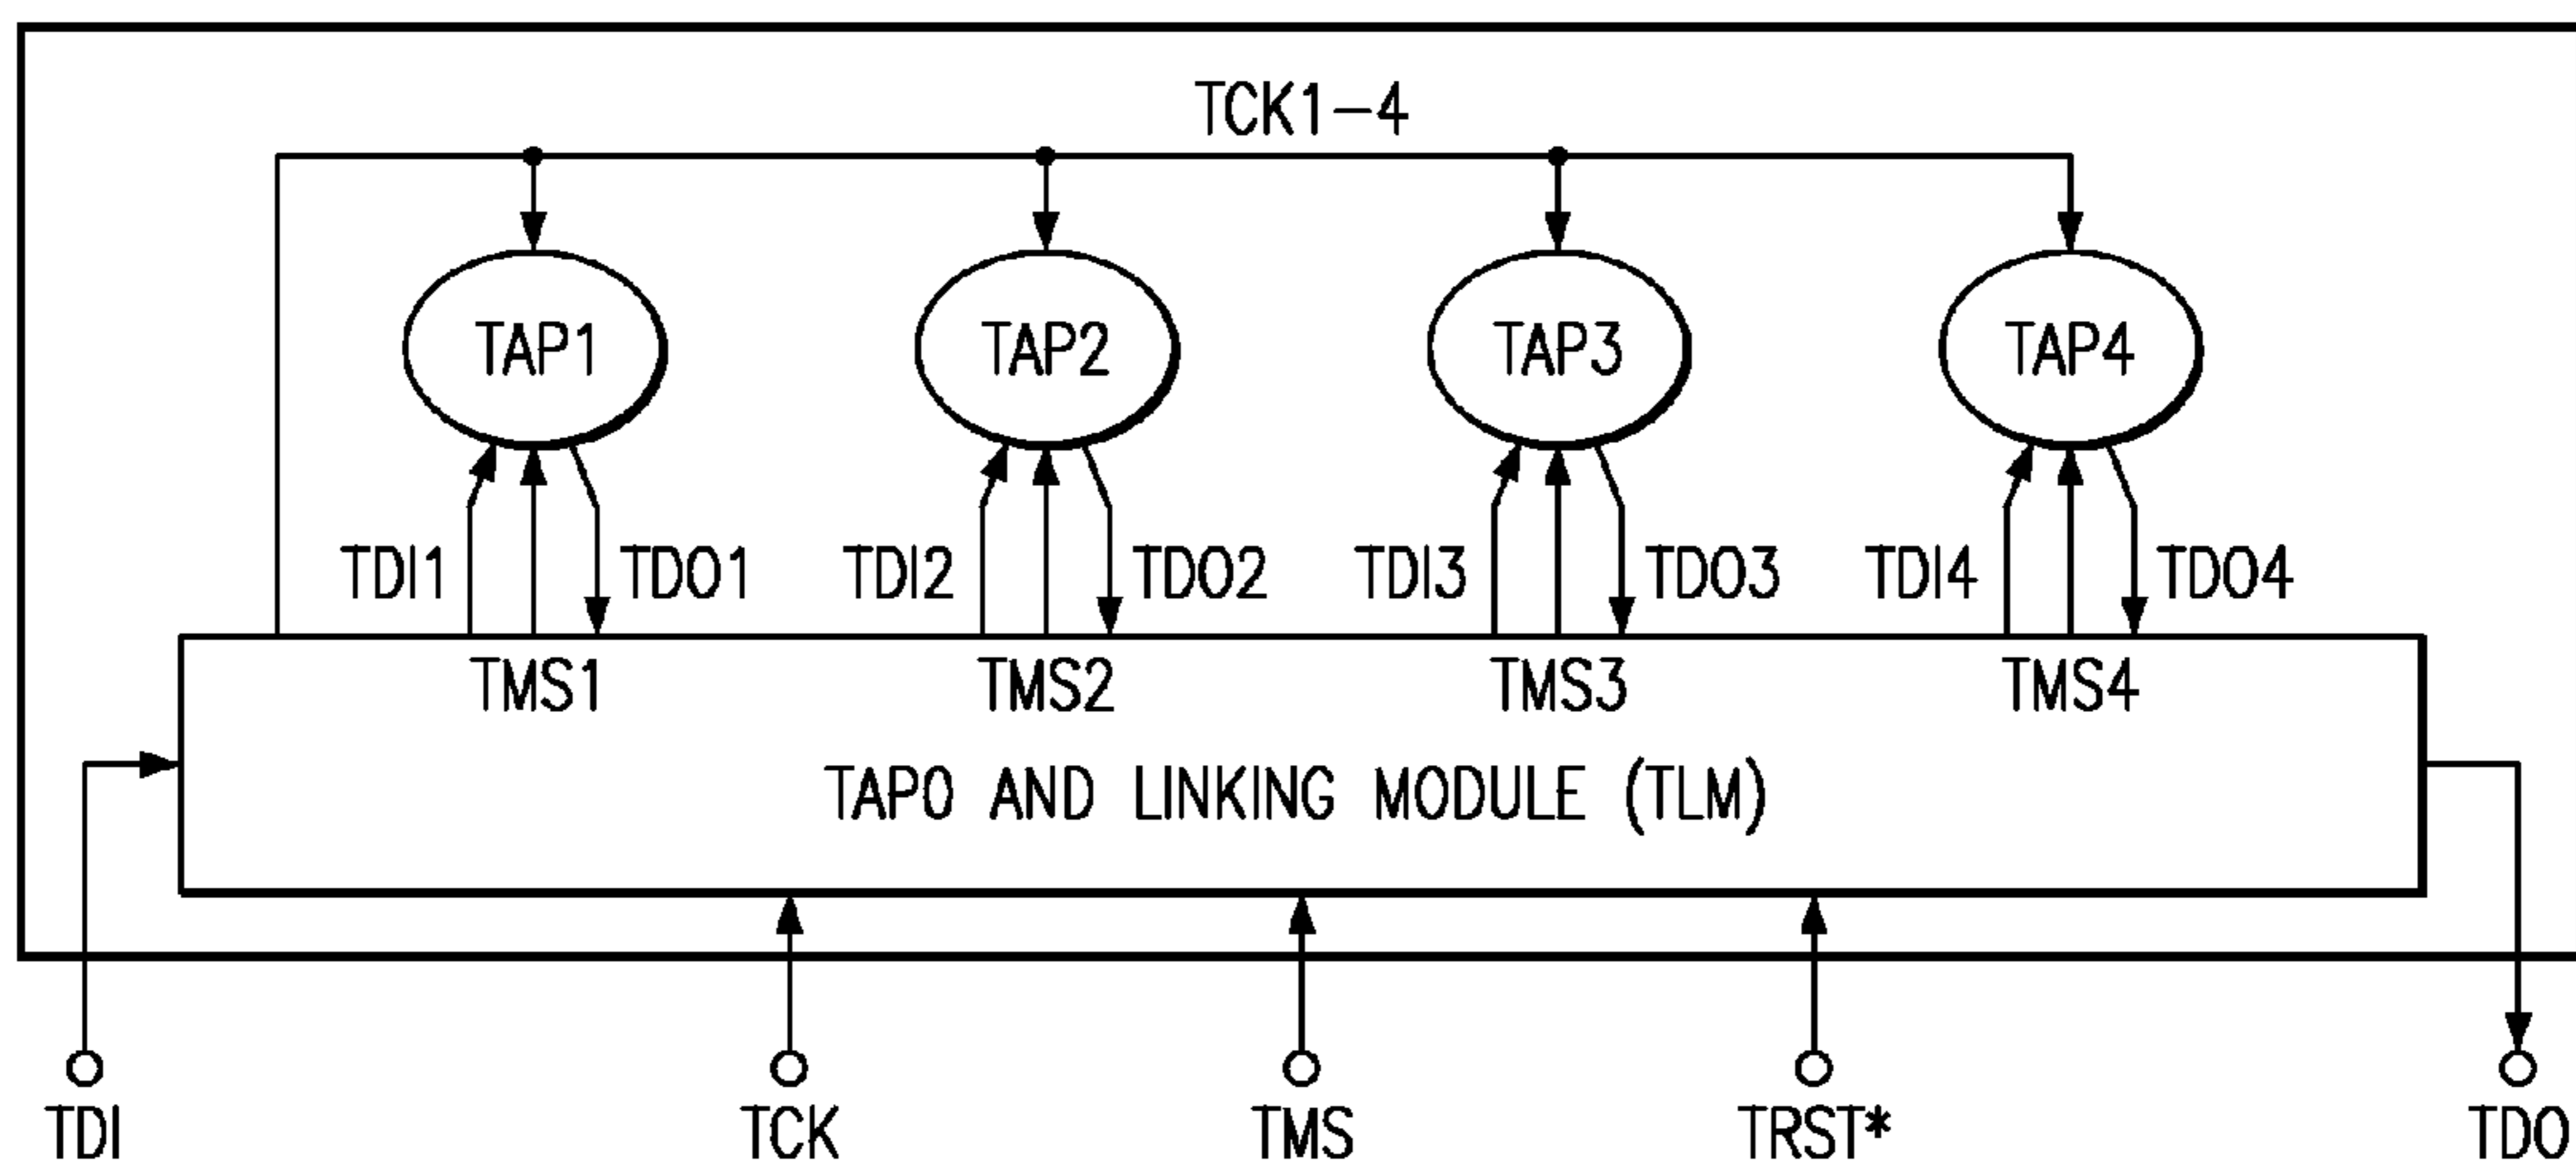 TCK1-4
TAP1 TAP2 TAP3 TAP4
TDI1 TDO1 TDI2 TDO2 TDI3 TDO3 TDI4 TDO4
TMS1 TMS2 TMS3 TMS4
TAP0 AND LINKING MODULE (TLM)
TDI TCK TMS TRST* TDO